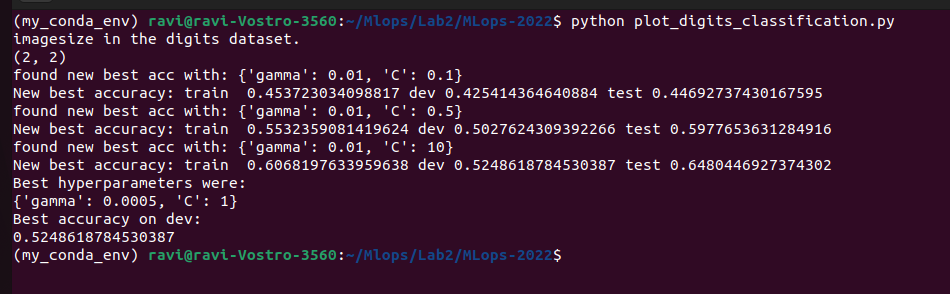 (my_conda_env) ravi@ravi-Vostro-3560:~/Mlops/Lab2/MLops-2022$ python plot_digits_classification.py
imagesize in the digits dataset.
(2, 2)
found new best acc with: {'gamma': 0.01, 'C': 0.1}
New best accuracy: train  0.453723034098817 dev 0.425414364640884 test 0.44692737430167595
found new best acc with: {'gamma': 0.01, 'C': 0.5}
New best accuracy: train  0.5532359081419624 dev 0.5027624309392266 test 0.5977653631284916
found new best acc with: {'gamma': 0.01, 'C': 10}
New best accuracy: train  0.6068197633959638 dev 0.5248618784530387 test 0.6480446927374302
Best hyperparameters were:
{'gamma': 0.0005, 'C': 1}
Best accuracy on dev:
0.5248618784530387
(my_conda_env) ravi@ravi-Vostro-3560:~/Mlops/Lab2/MLops-2022$